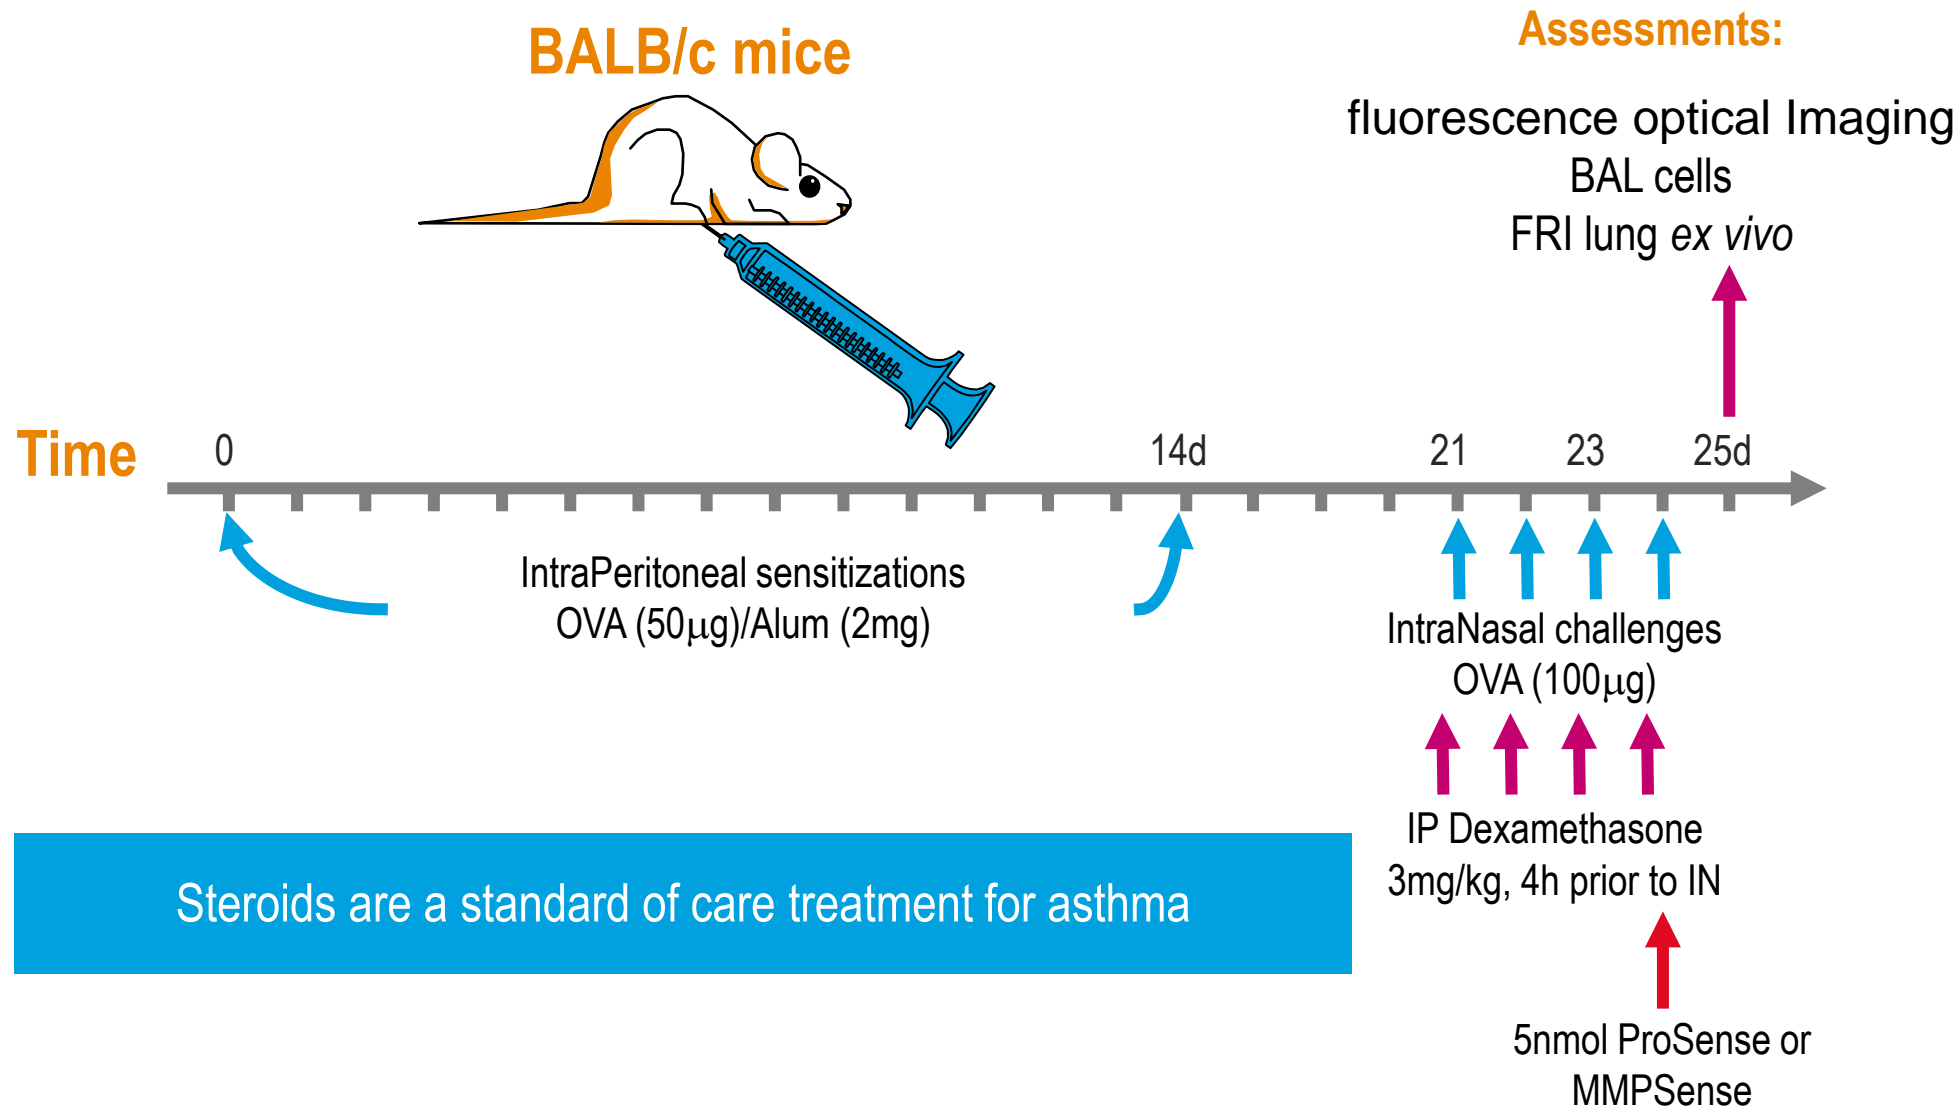 BALB/c mice
Assessments:
fluorescence optical Imaging
BAL cells
FRI lung ex vivo
Time
0
14d
21
23
25d
IntraPeritoneal sensitizations
OVA (50µg)/Alum (2mg)
IntraNasal challenges
OVA (100µg)
IP Dexamethasone
3mg/kg, 4h prior to IN
Steroids are a standard of care treatment for asthma
5nmol ProSense or
MMPSense